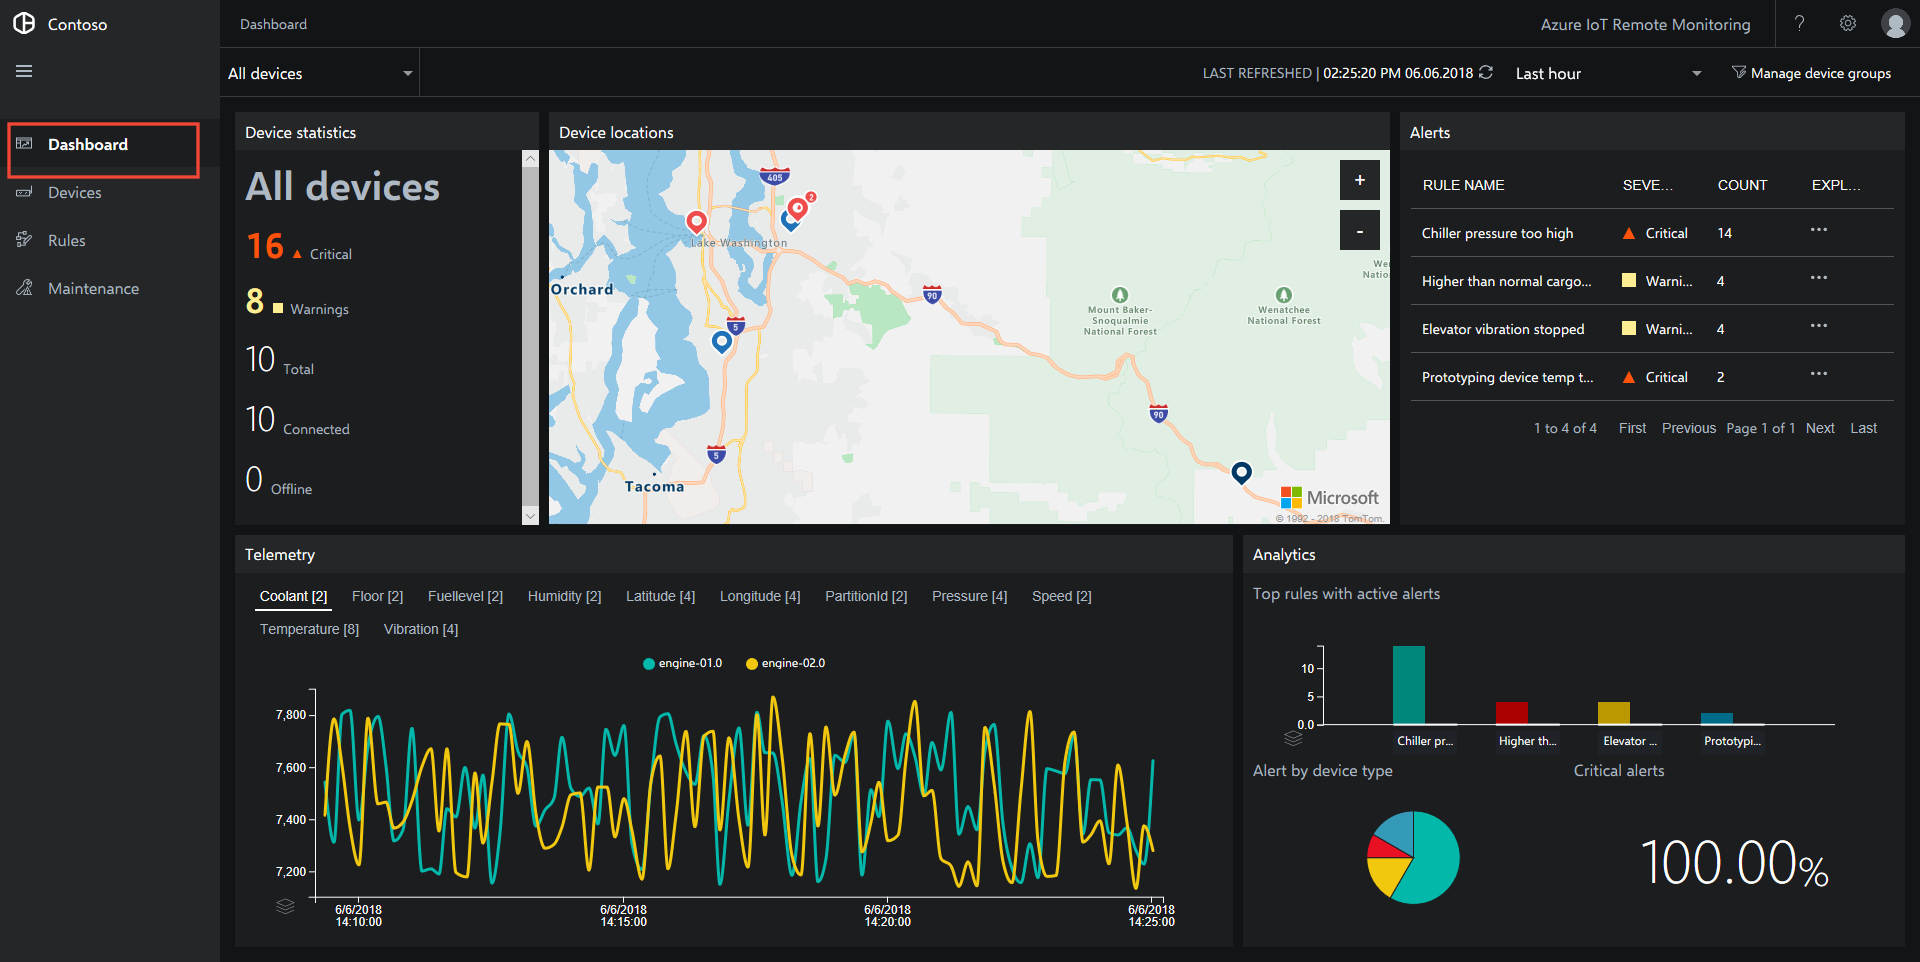 Contoso
Dashboard
Azure IoT Remote Monitoring
?
All devices
LAST REFRESHED | 02:25:20 PM 06.06.2018
Last hour
Manage device groups
Dashboard
Devices
Rules
Maintenance
Device statistics
All devices
16 Critical
8 Warnings
10 Total
10 Connected
0 Offline
Device locations
+
-
405
2
Lake Washington
Orchard
90
5
Mount Baker-
Snoqualmie
National Forest
Wenatchee
National Forest
We
Natio
90
5
Tacoma
Microsoft
© 1992 - 2018 TomTom.
Alerts
RULE NAME SEVE... COUNT EXPL...
Chiller pressure too high Critical 14 ...
Higher than normal cargo... Warni... 4 ...
Elevator vibration stopped Warni... 4 ...
Prototyping device temp t... Critical 2 ...
1 to 4 of 4 First Previous Page 1 of 1 Next Last
Telemetry
Coolant [2] Floor [2] Fuellevel [2] Humidity [2] Latitude [4] Longitude [4] PartitionId [2] Pressure [4] Speed [2]
Temperature [8] Vibration [4]
engine-01.0 engine-02.0
7,800
7,600
7,400
7,200
6/6/2018 6/6/2018 6/6/2018 6/6/2018
14:10:00 14:15:00 14:20:00 14:25:00
Analytics
Top rules with active alerts
10
5
0.0
Chiller pr... Higher th... Elevator ... Prototypi...
Alert by device type
Critical alerts
100.00%